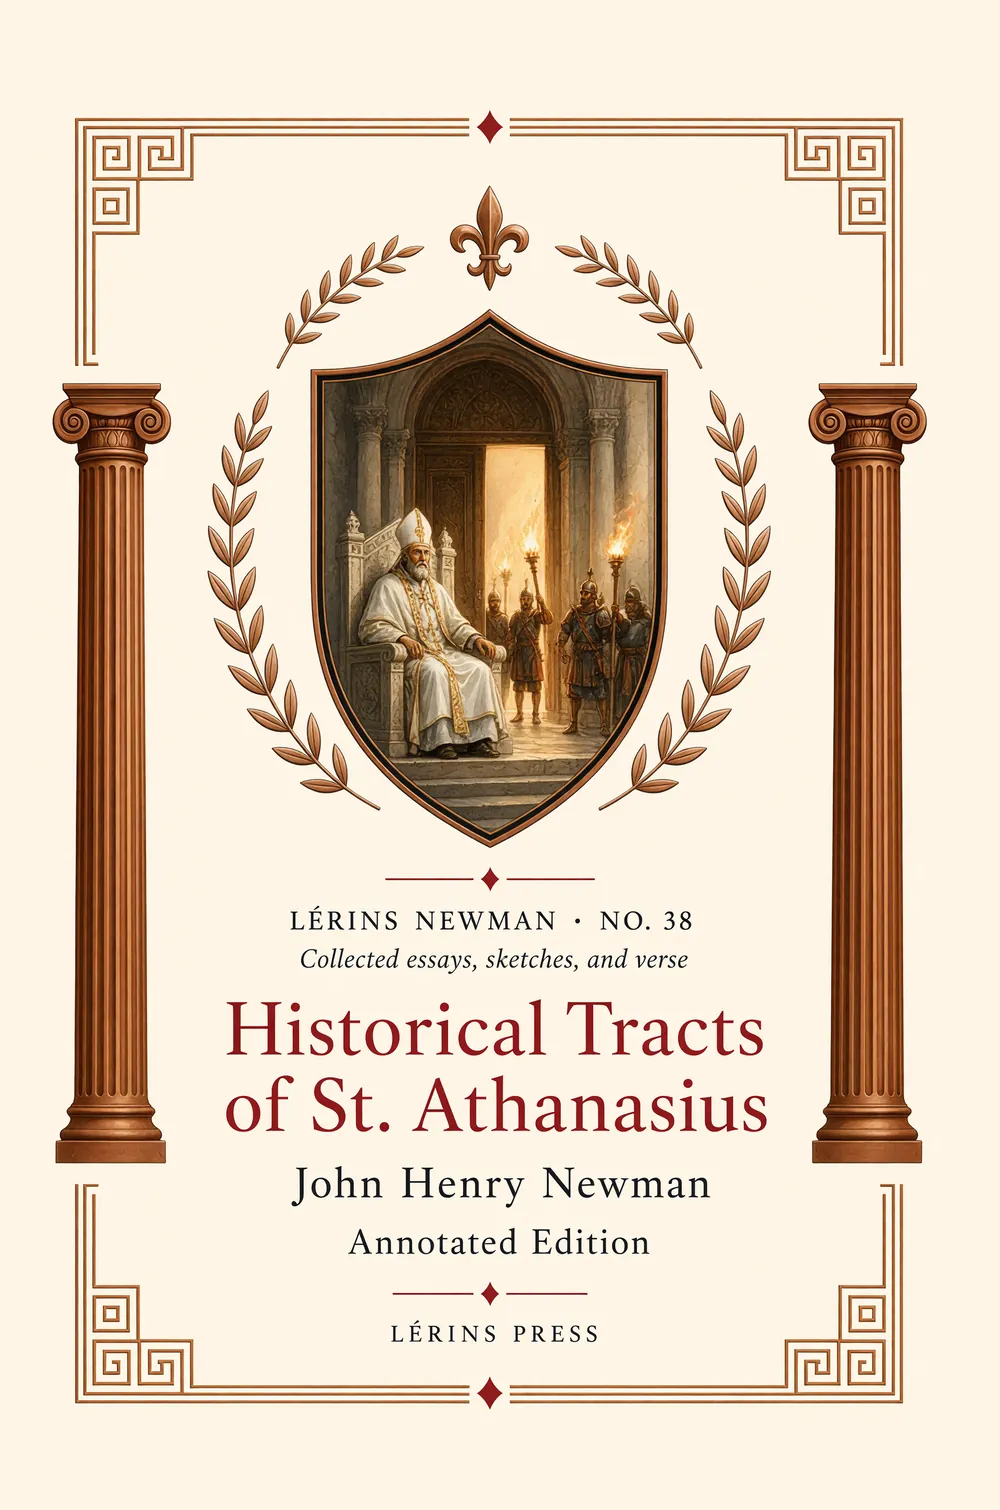 LÉRINS NEWMAN · NO. 38
Collected essays, sketches, and verse
Historical Tracts
of St. Athanasius
John Henry Newman
Annotated Edition
LÉRINS PRESS